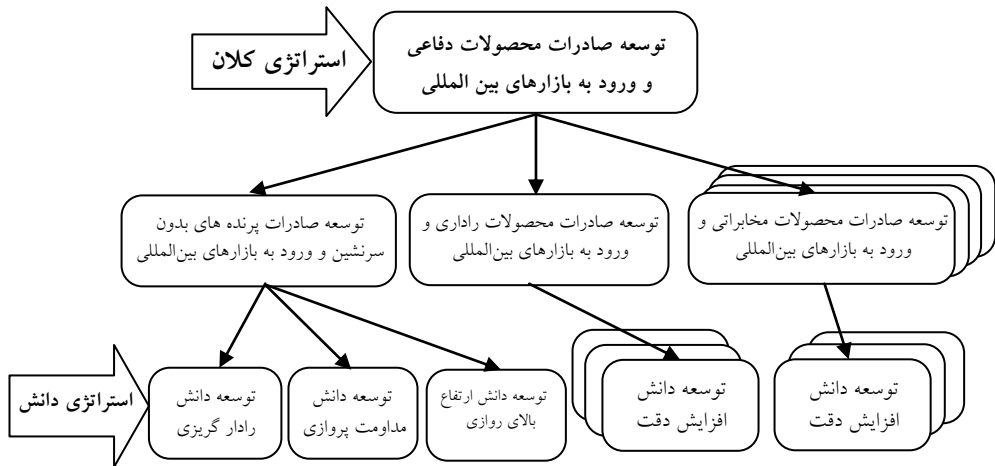 استراتژی کلان
توسعه صادرات محصولات دفاعی
و ورود به بازارهای بین المللی
توسعه صادرات محصولات مخابراتی و
ورود به بازارهای بین‌المللی
توسعه صادرات محصولات راداری و
ورود به بازارهای بین‌المللی
توسعه صادرات پرنده های بدون
سرنشین و ورود به بازارهای بین‌المللی
توسعه دانش
افزایش دقت
توسعه دانش
افزایش دقت
توسعه دانش ارتفاع
بالای روازی
توسعه دانش
مداومت پروازی
توسعه دانش
رادار گریزی
استراتژی دانش